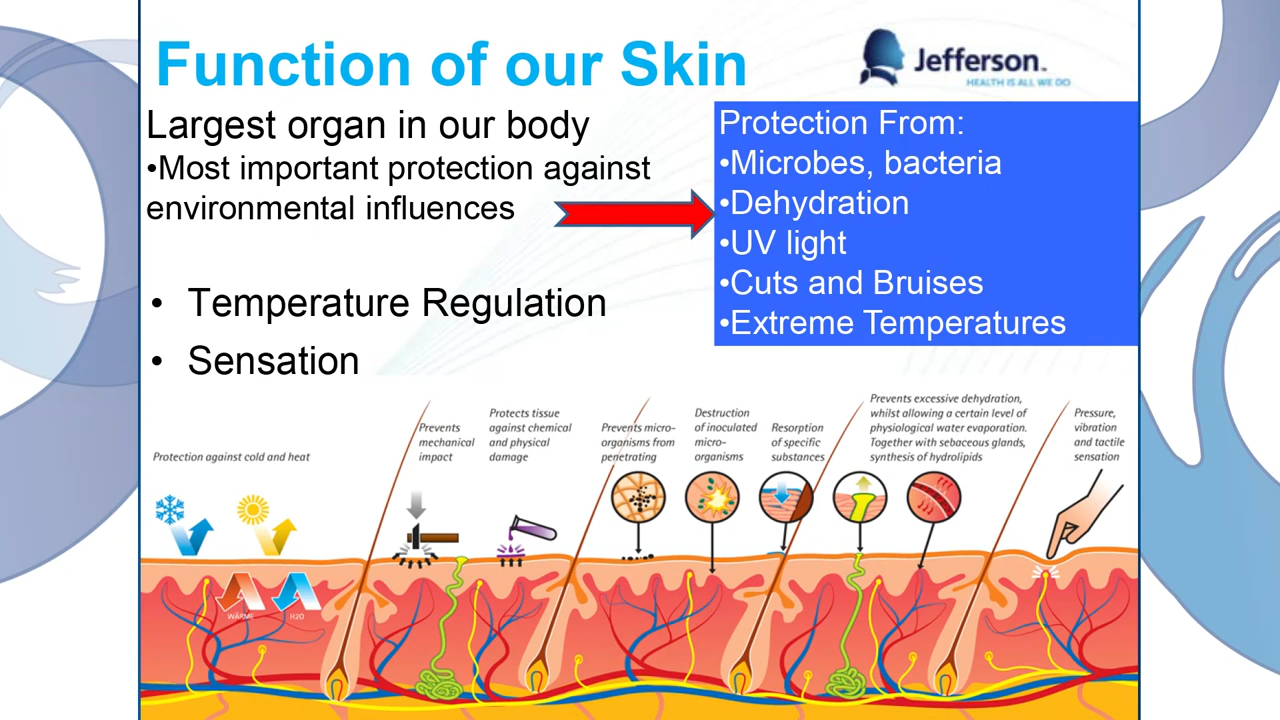 Function of our Skin
Jefferson™
HEALTH IS ALL WE DO
Largest organ in our body
•Most important protection against
environmental influences
• Temperature Regulation
• Sensation
Protection From:
•Microbes, bacteria
•Dehydration
•UV light
•Cuts and Bruises
•Extreme Temperatures
Protection against cold and heat
Prevents
mechanical
impact
Protects tissue
against chemical
and physical
damage
Prevents micro-
organisms from
penetrating
Destruction
of inoculated
micro-
organisms
Resorption
of specific
substances
Prevents excessive dehydration,
whilst allowing a certain level of
physiological water evaporation.
Together with sebaceous glands,
synthesis of hydrolipids
Pressure,
vibration
and tactile
sensation
WÄRME
H2O